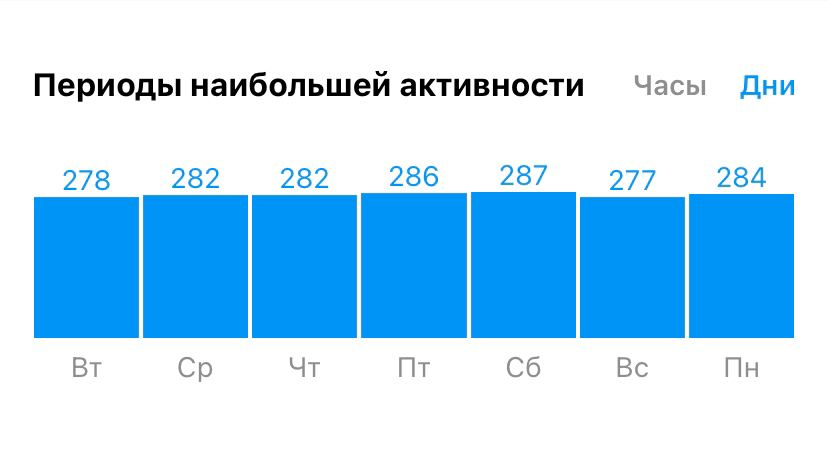 Периоды наибольшей активности Часы Дни
278 282 282 286 287 277 284
Вт Ср Чт Пт Сб Вс Пн